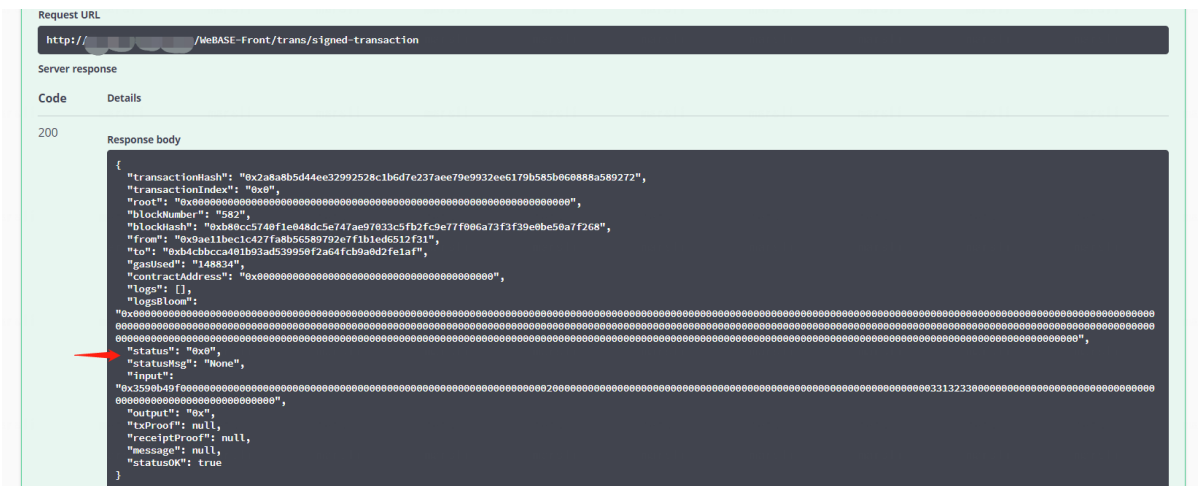 Request URL
http:// /WeBASE-Front/trans/signed-transaction
Server response
Code Details
200
Response body
{
"transactionHash": "0x2a8a8b5d44ee32992528c1b6d7e237aee79e9932ee6179b585b060888a589272",
"transactionIndex": "0x0",
"root": "0x0000000000000000000000000000000000000000000000000000000000000000",
"blockNumber": "582",
"blockHash": "0xb80cc5740f1e048dc5e747ae97033c5fb2fc9e77f006a73f3f39e0be50a7f268",
"from": "0x9ae11bec1c427fa8b56589792e7f1b1ed6512f31",
"to": "0xb4cbbcca401b93ad539950f2a64fcb9a0d2fe1af",
"gasUsed": "148834",
"contractAddress": "0x0000000000000000000000000000000000000000",
"logs": [],
"logsBloom":
"status": "0x0",
"statusMsg": "None",
"input":
"output": "0x",
"txProof": null,
"receiptProof": null,
"message": null,
"statusOK": true
}